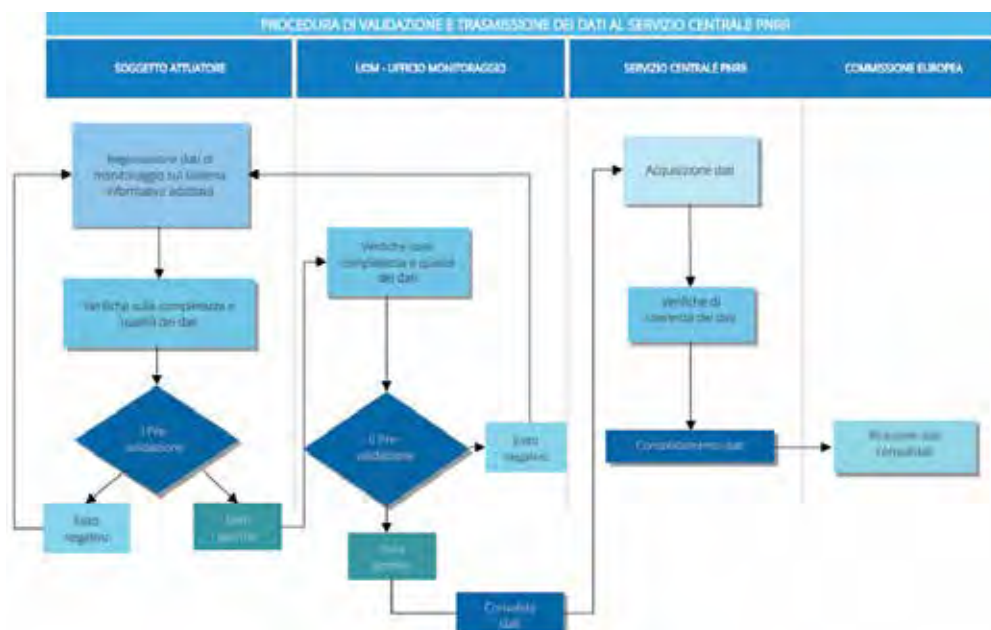 PROCEDURA DI VALIDAZIONE E TRASMISSIONE DEI DATI AL SERVIZIO CENTRALE PNRR
SOGGETTO ATTUATORE
UDM - UFFICIO MONITORAGGIO
SERVIZIO CENTRALE PNRR
COMMISSIONE EUROPEA
Registrazione dati di
monitoraggio sul sistema
informativo adottato
Verifiche sulla completezza e
qualità dei dati
I Pre-
validazione
Esito
negativo
Esito
positivo
Verifiche sulla
completezza e qualità
dei dati
II Pre-
validazione
Esito
negativo
Esito
positivo
Convalida
dati
Acquisizione dati
Verifiche di
coerenza dei dati
Consolidamento dati
Ricezione dati
consolidati